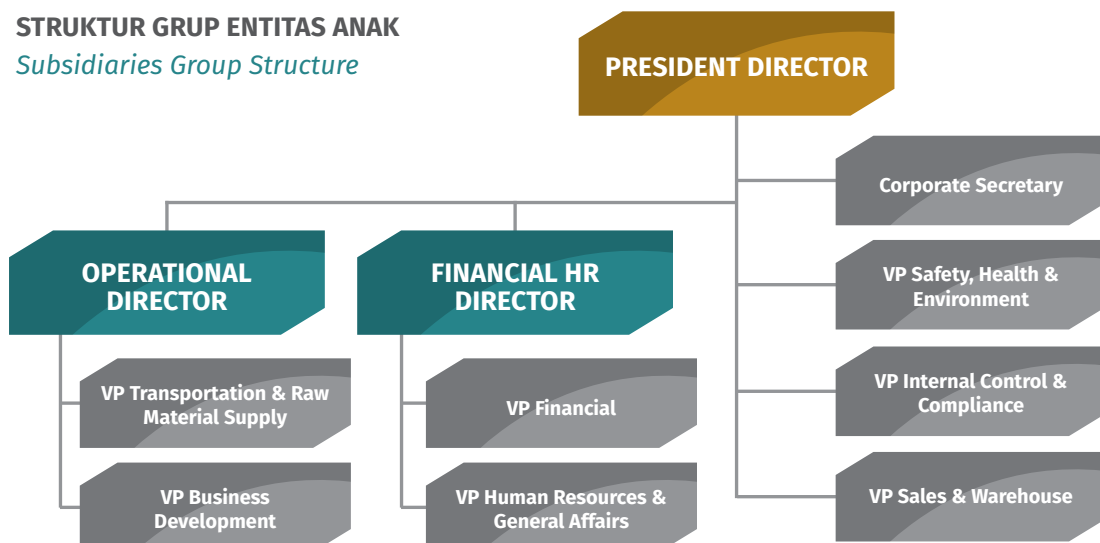 STRUKTUR GRUP ENTITAS ANAK
Subsidiaries Group Structure
PRESIDENT DIRECTOR
Corporate Secretary
VP Safety, Health &
Environment
VP Internal Control &
Compliance
VP Sales & Warehouse
OPERATIONAL
DIRECTOR
VP Transportation & Raw
Material Supply
VP Business
Development
FINANCIAL HR
DIRECTOR
VP Financial
VP Human Resources &
General Affairs